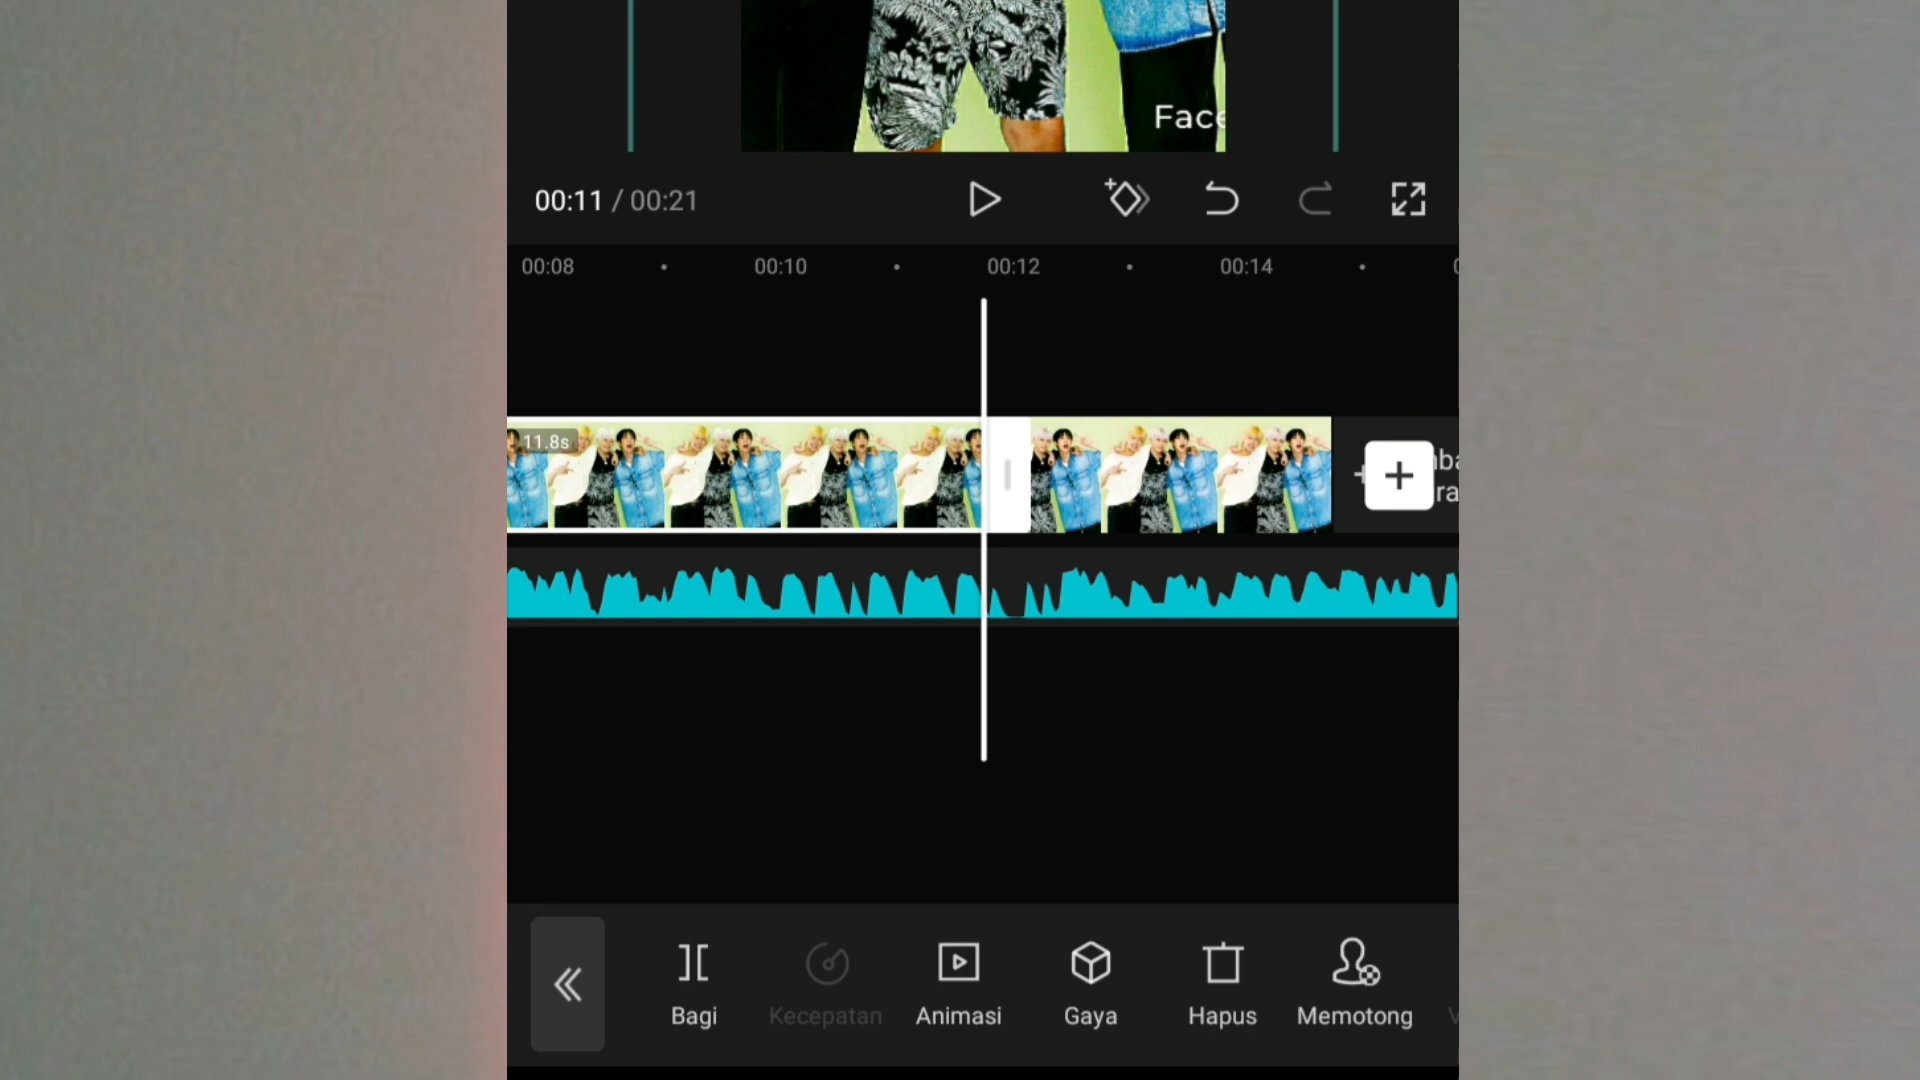 Face
00:11 / 00:21
00:08 00:10 00:12 00:14
11.8s
Bagi Kecepatan Animasi Gaya Hapus Memotong